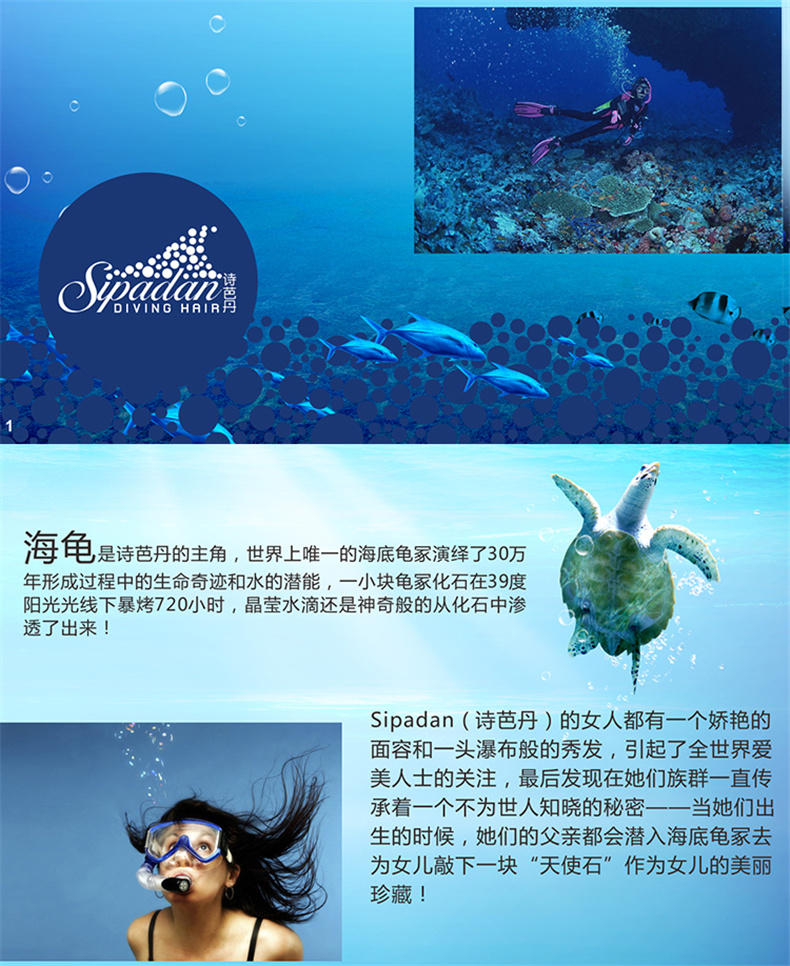 Sipadan
诗芭丹
DIVING HAIR
1
海龟是诗芭丹的主角，世界上唯一的海底龟冢演绎了30万
年形成过程中的生命奇迹和水的潜能，一小块龟冢化石在39度
阳光光线下暴烤720小时，晶莹水滴还是神奇般的从化石中渗
透了出来！
Sipadan（诗芭丹）的女人都有一个娇艳的
面容和一头瀑布般的秀发，引起了全世界爱
美人士的关注，最后发现在她们族群一直传
承着一个不为世人知晓的秘密——当她们出
生的时候，她们的父亲都会潜入海底龟冢去
为女儿敲下一块“天使石”作为女儿的美丽
珍藏！